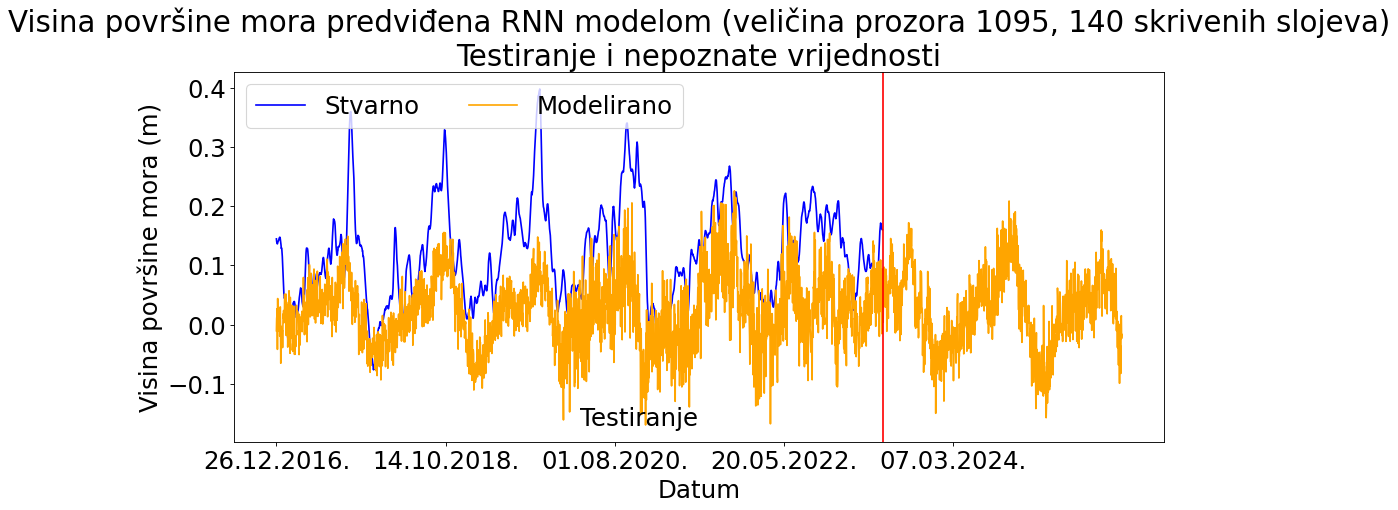 Visina površine mora predviđena RNN modelom (veličina prozora 1095, 140 skrivenih slojeva)
Testiranje i nepoznate vrijednosti
Stvarno Modelirano
Visina površine mora (m)
0.4
0.3
0.2
0.1
0.0
−0.1
Testiranje
26.12.2016. 14.10.2018. 01.08.2020. 20.05.2022. 07.03.2024.
Datum